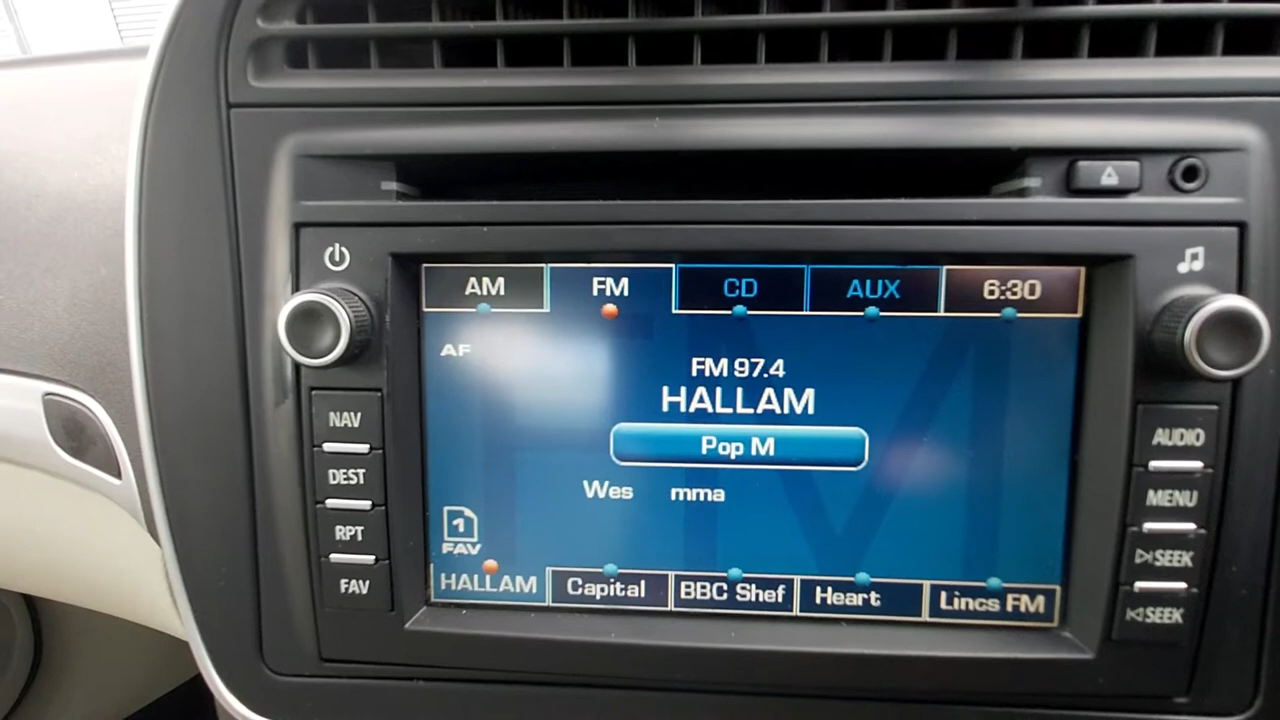 AM FM CD AUX 6:30
AF
FM 97.4
HALLAM
Pop M
Wes mma
1
FAV
HALLAM Capital BBC Shef Heart Lincs FM
NAV
DEST
RPT
FAV
AUDIO
MENU
SEEK
SEEK